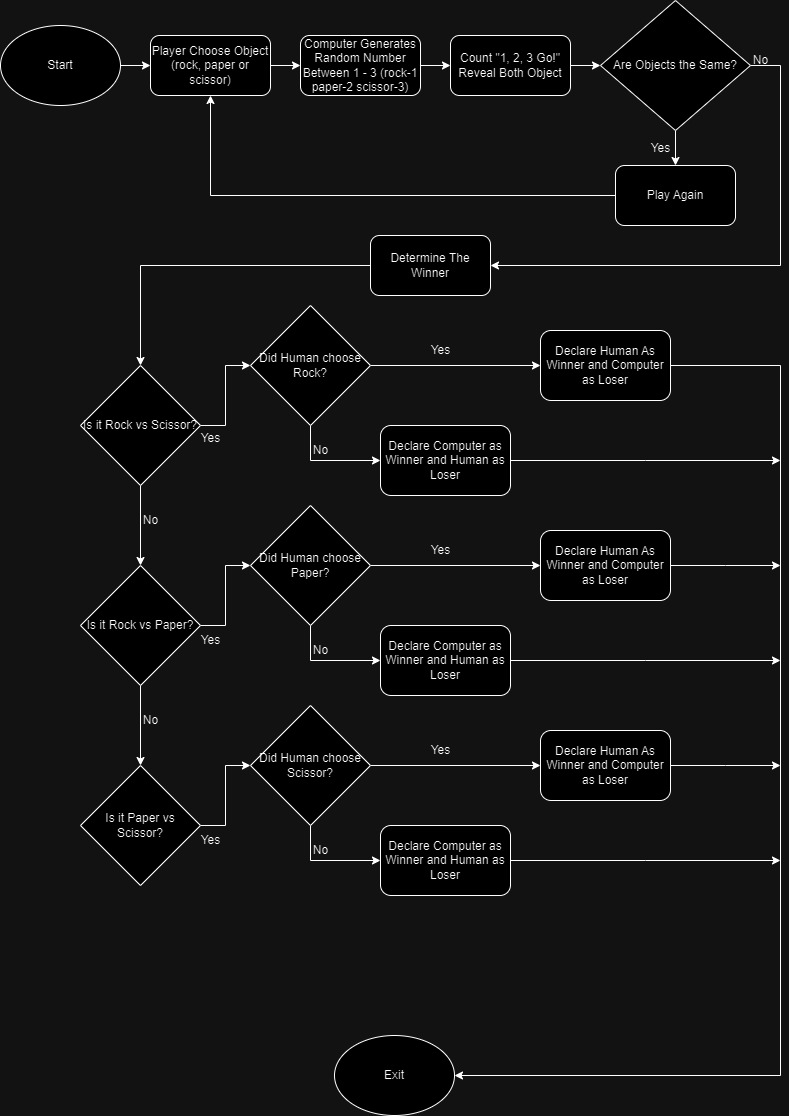 Start
Player Choose Object
(rock, paper or
scissor)
Computer Generates
Random Number
Between 1 - 3 (rock-1
paper-2 scissor-3)
Count "1, 2, 3 Go!"
Reveal Both Object
Are Objects the Same?
No
Yes
Play Again
Determine The
Winner
Did Human choose
Rock?
Yes
Declare Human As
Winner and Computer
as Loser
Is it Rock vs Scissor?
Yes
No
Declare Computer as
Winner and Human as
Loser
No
Did Human choose
Paper?
Yes
Declare Human As
Winner and Computer
as Loser
Is it Rock vs Paper?
Yes
No
Declare Computer as
Winner and Human as
Loser
No
Did Human choose
Scissor?
Yes
Declare Human As
Winner and Computer
as Loser
Is it Paper vs
Scissor?
Yes
No
Declare Computer as
Winner and Human as
Loser
Exit